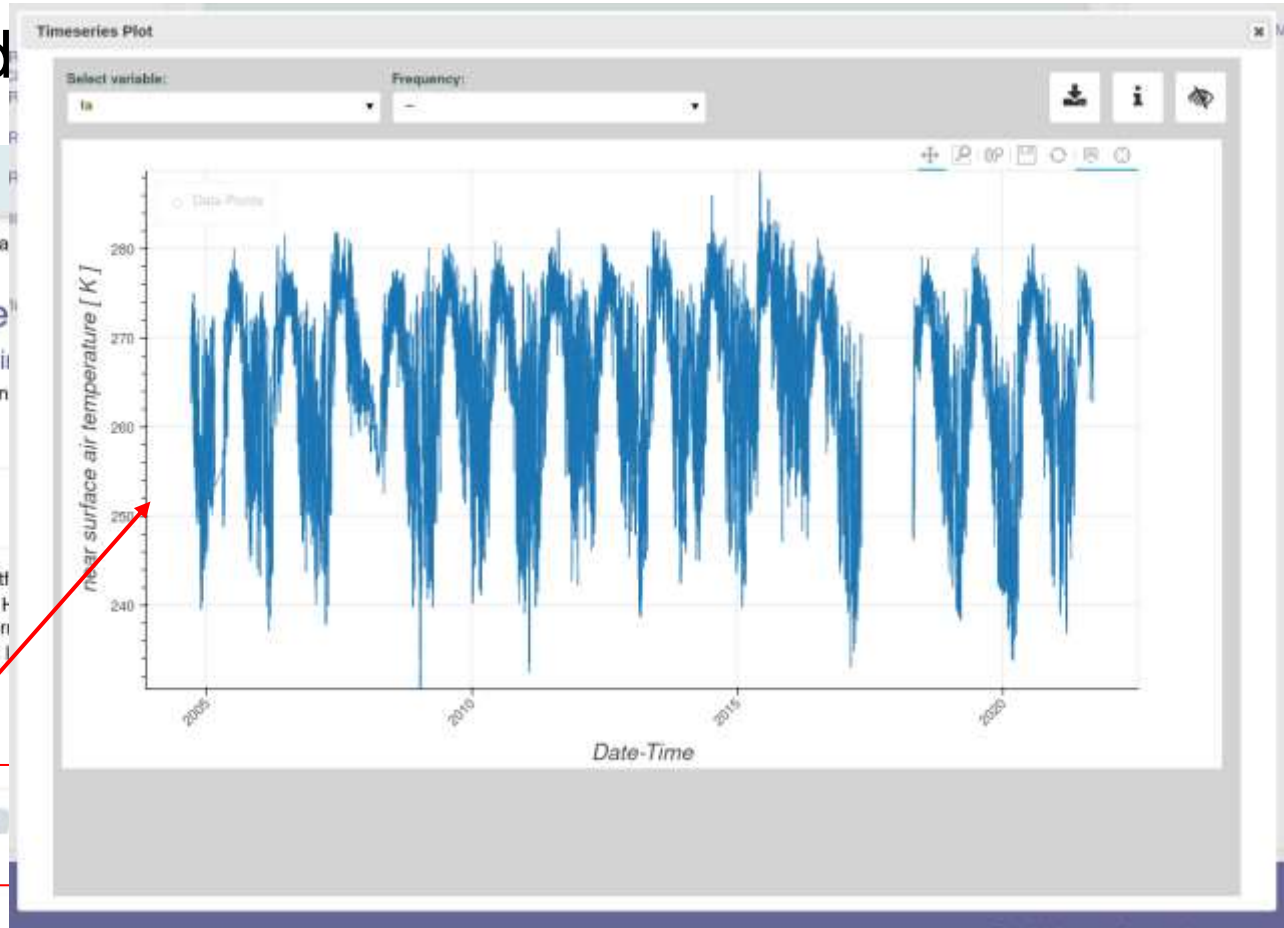 Timeseries Plot
Select variable:
Frequency:
ta
--
Data Points
near surface air temperature [ K ]
280
270
260
250
240
2005
2010
2015
2020
Date-Time